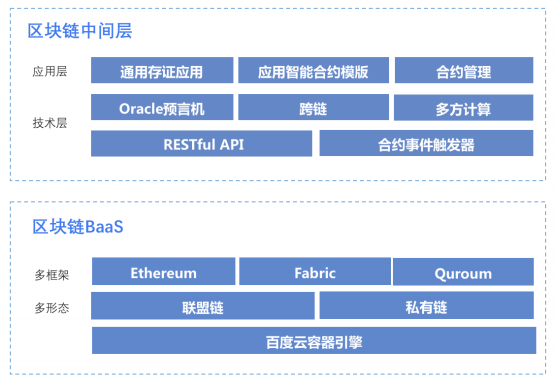 区块链中间层
应用层 通用存证应用 应用智能合约模版 合约管理
Oracle预言机 跨链 多方计算
技术层
RESTful API 合约事件触发器
区块链BaaS
多框架 Ethereum Fabric Quroum
多形态 联盟链 私有链
百度云容器引擎